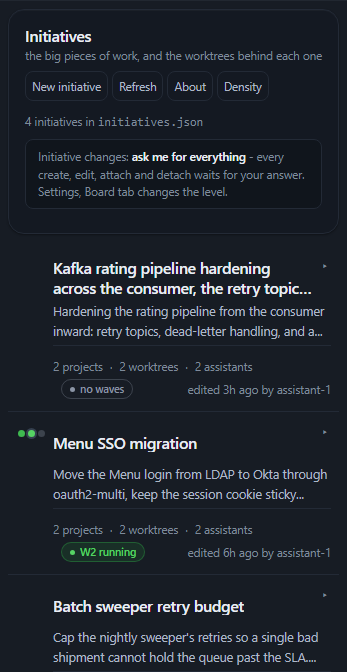 Initiatives
the big pieces of work, and the worktrees behind each one
New initiative Refresh About Density
4 initiatives in initiatives.json
Initiative changes: ask me for everything - every
create, edit, attach and detach waits for your answer.
Settings, Board tab changes the level.
Kafka rating pipeline hardening
across the consumer, the retry topic...
Hardening the rating pipeline from the consumer
inward: retry topics, dead-letter handling, and a...
2 projects · 2 worktrees · 2 assistants
no waves edited 3h ago by assistant-1
Menu SSO migration
Move the Menu login from LDAP to Okta through
oauth2-multi, keep the session cookie sticky...
2 projects · 2 worktrees · 2 assistants
W2 running edited 6h ago by assistant-1
Batch sweeper retry budget
Cap the nightly sweeper's retries so a single bad
shipment cannot hold the queue past the SLA....